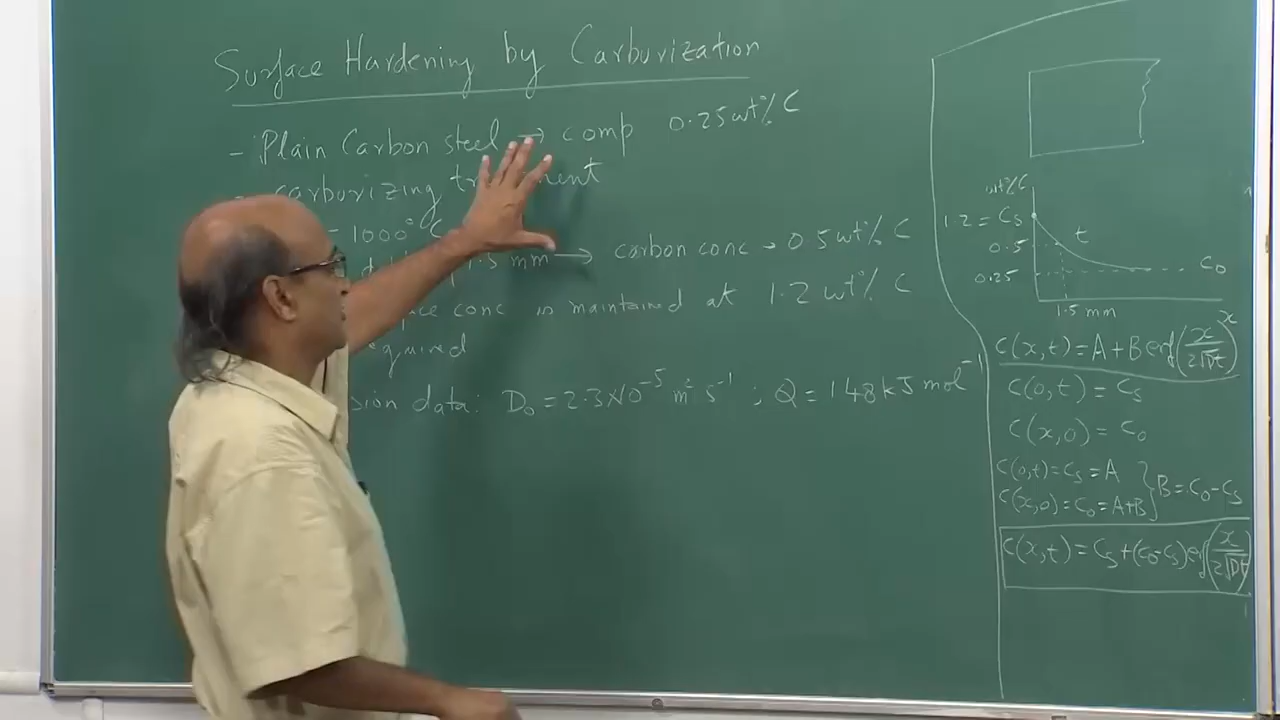 Surface Hardening by Carburization
- Plain Carbon steel → comp 0.25 wt% C
carburizing
- 1000°C
mm → carbon conc - 0.5 wt% C
conc is maintained at 1.2 wt% C
data: D₀ = 2.3×10⁻⁵ m² s⁻¹ ; Q = 148 kJ mol⁻¹
wt% C
1.2 = Cs
0.5
t
0.25
C₀
1.5 mm
x
C(x,t) = A + B erf(x/2√Dt)
C(0,t) = Cs
C(x,0) = C₀
C(0,t) = Cs = A
C(x,0) = C₀ = A+B } B = C₀ - Cs
C(x,t) = Cs + (C₀-Cs) erf(x/2√Dt)